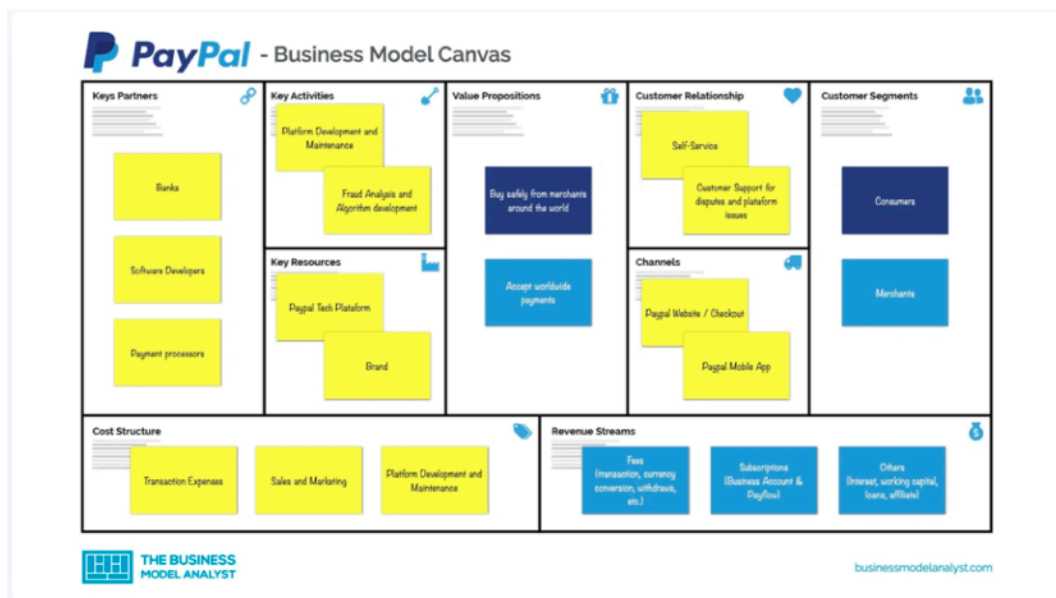 PayPal - Business Model Canvas
Keys Partners
Banks
Software Developers
Payment processors
Key Activities
Platform Development and
Maintenance
Fraud Analysis and
Algorithm development
Key Resources
Paypal Tech Plataform
Brand
Value Propositions
Buy safely from merchants
around the world
Accept worldwide
payments
Customer Relationship
Self-Service
Customer Support for
disputes and plataform
issues
Channels
Paypal Website / Checkout
Paypal Mobile App
Customer Segments
Consumers
Merchants
Cost Structure
Transaction Expenses
Sales and Marketing
Platform Development and
Maintenance
Revenue Streams
Fees
(transaction, currency
conversion, withdraws,
etc.)
Subscriptions
(Business Account &
Payflow)
Others
(Interest, working capital,
loans, affiliate)
THE BUSINESS
MODEL ANALYST
businessmodelanalyst.com